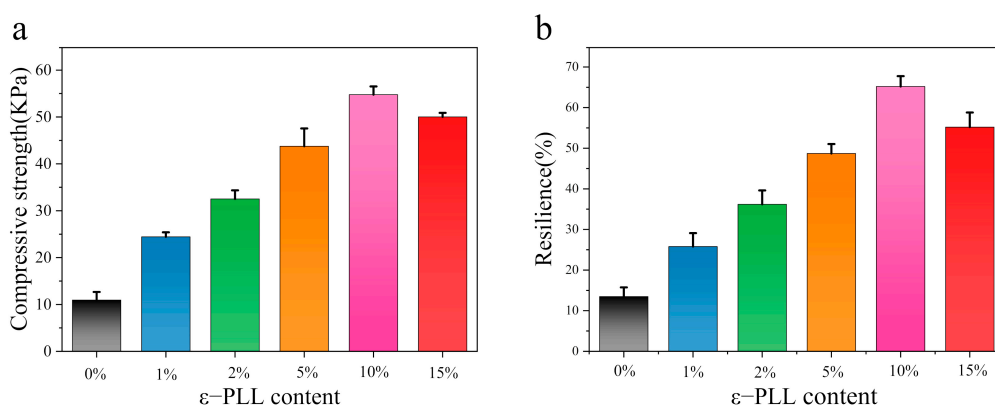 a
Compressive strength(KPa)
60
50
40
30
20
10
0
0% 1% 2% 5% 10% 15%
ε−PLL content
b
Resilience(%)
70
60
50
40
30
20
10
0
0% 1% 2% 5% 10% 15%
ε−PLL content